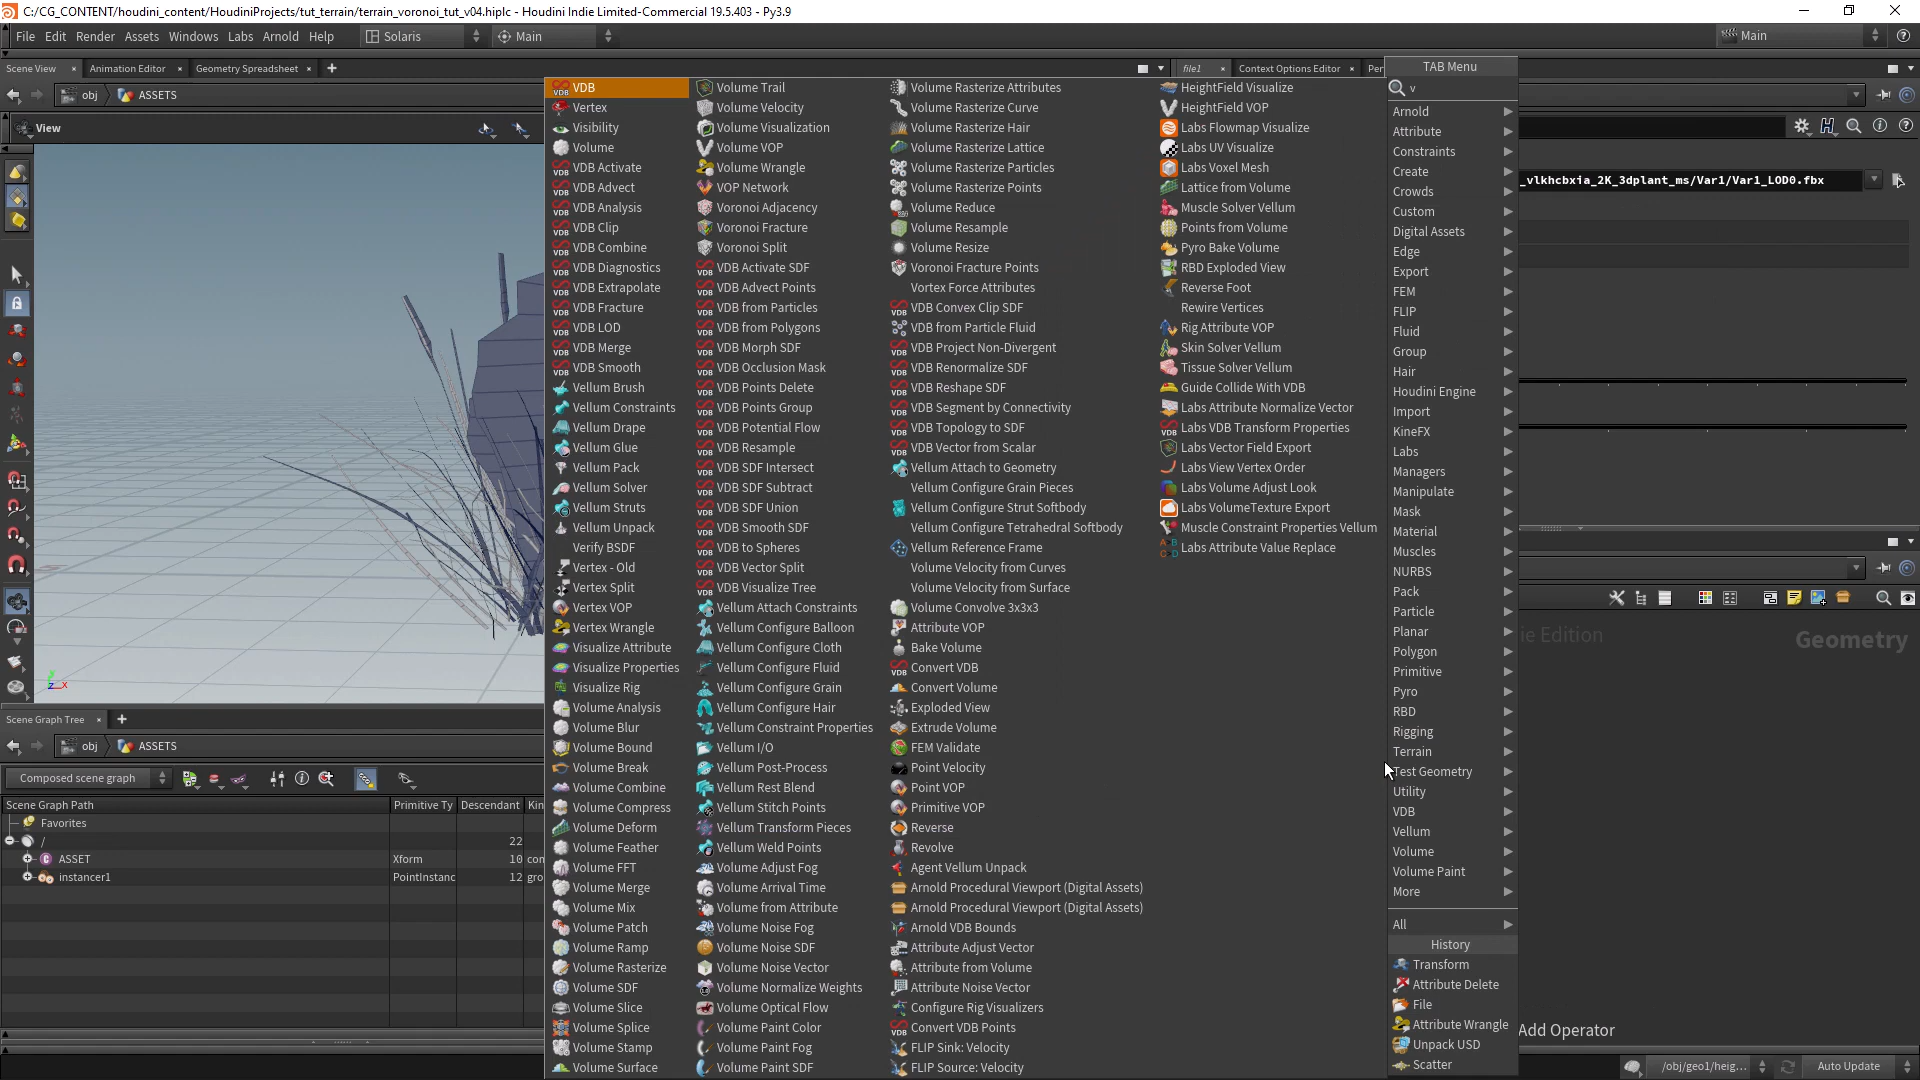 C:/CG_CONTENT/houdini_content/HoudiniProjects/tut_terrain/terrain_voronoi_tut_v04.hiplc - Houdini Indie Limited-Commercial 19.5.403 - Py3.9
File Edit Render Assets Windows Labs Arnold Help Solaris Main Main
Scene View Animation Editor Geometry Spreadsheet file1 Context Options Editor Per
obj ASSETS
View
TAB Menu
v
VDB
Vertex
Visibility
Volume
VDB Activate
VDB Advect
VDB Analysis
VDB Clip
VDB Combine
VDB Diagnostics
VDB Extrapolate
VDB Fracture
VDB LOD
VDB Merge
VDB Smooth
Vellum Brush
Vellum Constraints
Vellum Drape
Vellum Glue
Vellum Pack
Vellum Solver
Vellum Struts
Vellum Unpack
Verify BSDF
Vertex - Old
Vertex Split
Vertex VOP
Vertex Wrangle
Visualize Attribute
Visualize Properties
Visualize Rig
Volume Analysis
Volume Blur
Volume Bound
Volume Break
Volume Combine
Volume Compress
Volume Deform
Volume Feather
Volume FFT
Volume Merge
Volume Mix
Volume Patch
Volume Ramp
Volume Rasterize
Volume SDF
Volume Slice
Volume Splice
Volume Stamp
Volume Surface
Volume Trail
Volume Velocity
Volume Visualization
Volume VOP
Volume Wrangle
VOP Network
Voronoi Adjacency
Voronoi Fracture
Voronoi Split
VDB Activate SDF
VDB Advect Points
VDB from Particles
VDB from Polygons
VDB Morph SDF
VDB Occlusion Mask
VDB Points Delete
VDB Points Group
VDB Potential Flow
VDB Resample
VDB SDF Intersect
VDB SDF Subtract
VDB SDF Union
VDB Smooth SDF
VDB to Spheres
VDB Vector Split
VDB Visualize Tree
Vellum Attach Constraints
Vellum Configure Balloon
Vellum Configure Cloth
Vellum Configure Fluid
Vellum Configure Grain
Vellum Configure Hair
Vellum Constraint Properties
Vellum I/O
Vellum Post-Process
Vellum Rest Blend
Vellum Stitch Points
Vellum Transform Pieces
Vellum Weld Points
Volume Adjust Fog
Volume Arrival Time
Volume from Attribute
Volume Noise Fog
Volume Noise SDF
Volume Noise Vector
Volume Normalize Weights
Volume Optical Flow
Volume Paint Color
Volume Paint Fog
Volume Paint SDF
Volume Rasterize Attributes
Volume Rasterize Curve
Volume Rasterize Hair
Volume Rasterize Lattice
Volume Rasterize Particles
Volume Rasterize Points
Volume Reduce
Volume Resample
Volume Resize
Voronoi Fracture Points
Vortex Force Attributes
VDB Convex Clip SDF
VDB from Particle Fluid
VDB Project Non-Divergent
VDB Renormalize SDF
VDB Reshape SDF
VDB Segment by Connectivity
VDB Topology to SDF
VDB Vector from Scalar
Vellum Attach to Geometry
Vellum Configure Grain Pieces
Vellum Configure Strut Softbody
Vellum Configure Tetrahedral Softbody
Vellum Reference Frame
Volume Velocity from Curves
Volume Velocity from Surface
Volume Convolve 3x3x3
Attribute VOP
Bake Volume
Convert VDB
Convert Volume
Exploded View
Extrude Volume
FEM Validate
Point Velocity
Point VOP
Primitive VOP
Reverse
Revolve
Agent Vellum Unpack
Arnold Procedural Viewport (Digital Assets)
Arnold Procedural Viewport (Digital Assets)
Arnold VDB Bounds
Attribute Adjust Vector
Attribute from Volume
Attribute Noise Vector
Configure Rig Visualizers
Convert VDB Points
FLIP Sink: Velocity
FLIP Source: Velocity
HeightField Visualize
HeightField VOP
Labs Flowmap Visualize
Labs UV Visualize
Labs Voxel Mesh
Lattice from Volume
Muscle Solver Vellum
Points from Volume
Pyro Bake Volume
RBD Exploded View
Reverse Foot
Rewire Vertices
Rig Attribute VOP
Skin Solver Vellum
Tissue Solver Vellum
Guide Collide With VDB
Labs Attribute Normalize Vector
Labs VDB Transform Properties
Labs Vector Field Export
Labs View Vertex Order
Labs Volume Adjust Look
Labs VolumeTexture Export
Muscle Constraint Properties Vellum
Labs Attribute Value Replace
Arnold
Attribute
Constraints
Create
Crowds
Custom
Digital Assets
Edge
Export
FEM
FLIP
Fluid
Group
Hair
Houdini Engine
Import
KineFX
Labs
Managers
Manipulate
Mask
Material
Muscles
NURBS
Pack
Particle
Planar
Polygon
Primitive
Pyro
RBD
Rigging
Terrain
Test Geometry
Utility
VDB
Vellum
Volume
Volume Paint
More
All
History
Transform
Attribute Delete
File
Attribute Wrangle
Unpack USD
Scatter
_vlkhcbxia_2K_3dplant_ms/Var1/Var1_LOD0.fbx
ie Edition
Geometry
Add Operator
Scene Graph Tree
obj ASSETS
Composed scene graph
Scene Graph Path Primitive Ty Descendant Kin
Favorites
/ 22
ASSET Xform 10 con
instancer1 PointInstanc 12 gro
/obj/geo1/heig... Auto Update